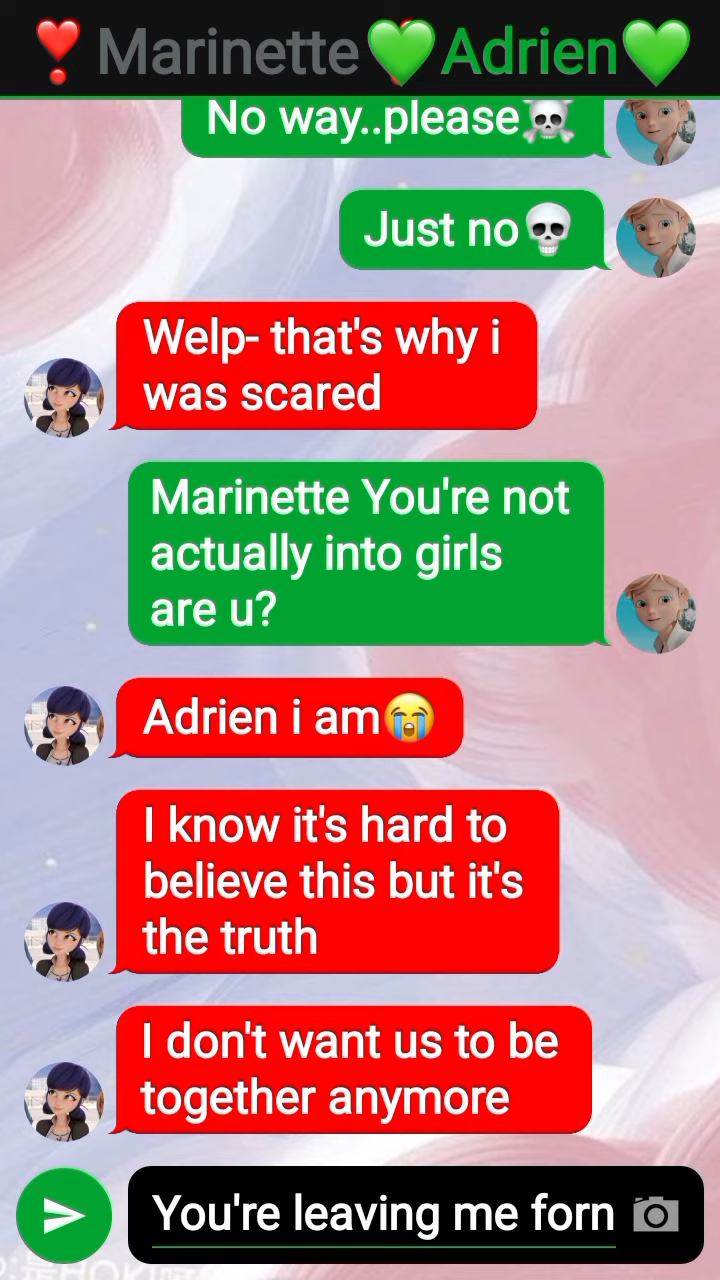 ❣️ Marinette💚Adrien💚
No way..please☠️
Just no💀
Welp- that's why i
was scared
Marinette You're not
actually into girls
are u?
Adrien i am😭
I know it's hard to
believe this but it's
the truth
I don't want us to be
together anymore
You're leaving me forn